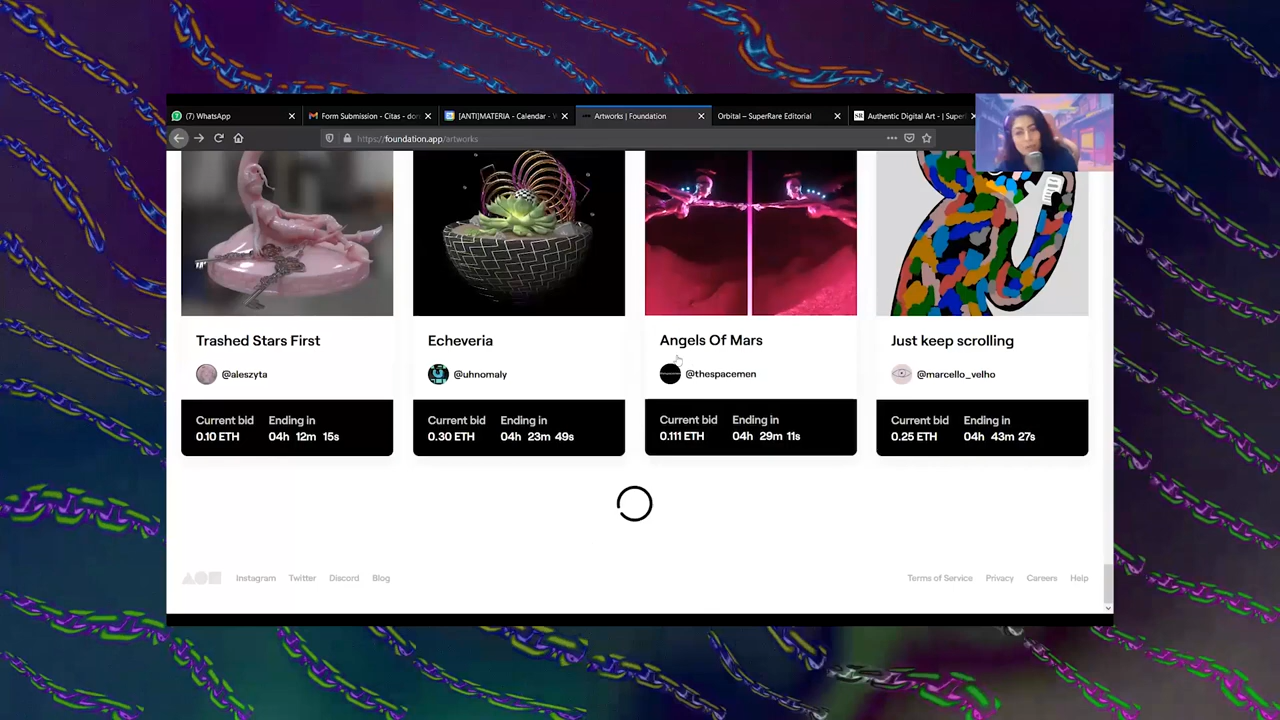 (7) WhatsApp
Form Submission - Citas - don
[ANTI]MATERIA - Calendar -
Artworks | Foundation
Orbital – SuperRare Editorial
SR Authentic Digital Art - | Super
https://foundation.app/artworks
Trashed Stars First
@aleszyta
Current bid Ending in
0.10 ETH 04h 12m 15s
Echeveria
@uhnomaly
Current bid Ending in
0.30 ETH 04h 23m 49s
Angels Of Mars
@thespacemen
Current bid Ending in
0.111 ETH 04h 29m 11s
Just keep scrolling
@marcello_velho
Current bid Ending in
0.25 ETH 04h 43m 27s
Instagram Twitter Discord Blog
Terms of Service Privacy Careers Help